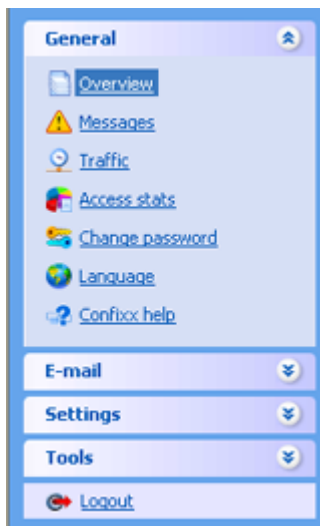 General
Overview
Messages
Traffic
Access stats
Change password
Language
Confixx help
E-mail
Settings
Tools
Logout